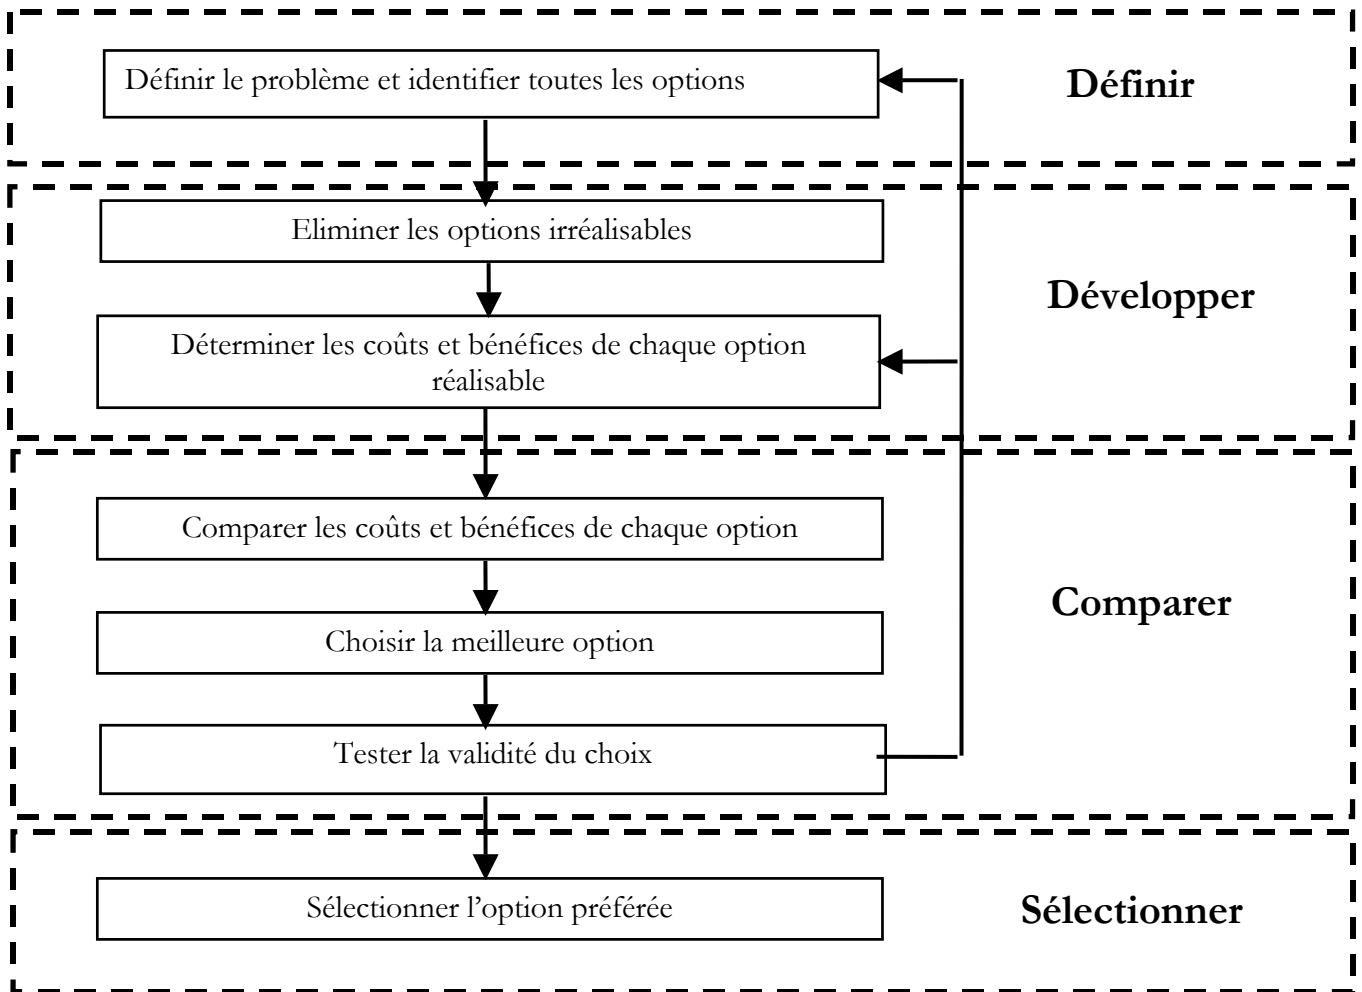 Définir le problème et identifier toutes les options
Définir
Eliminer les options irréalisables
Développer
Déterminer les coûts et bénéfices de chaque option
réalisable
Comparer les coûts et bénéfices de chaque option
Comparer
Choisir la meilleure option
Tester la validité du choix
Sélectionner l’option préférée
Sélectionner